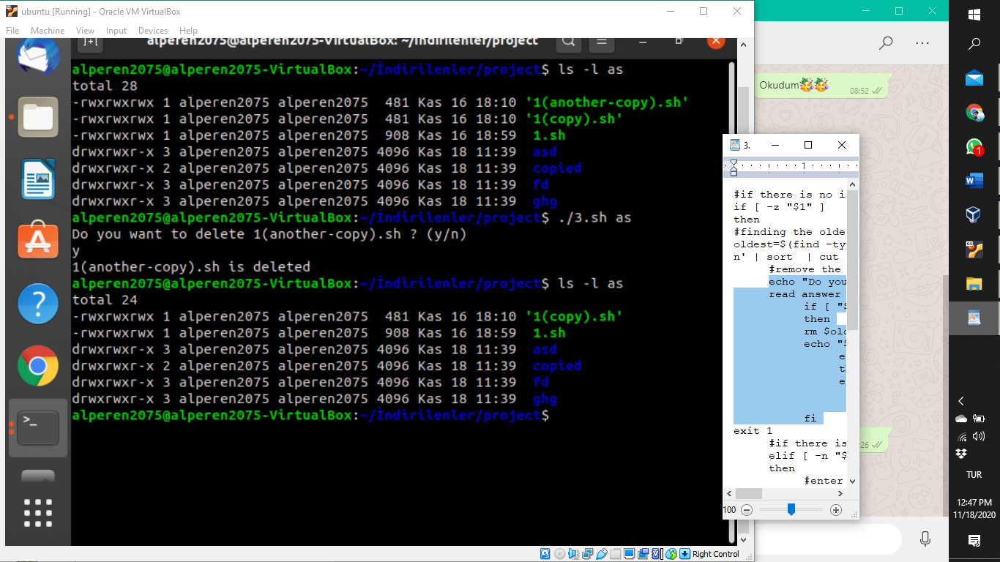 ubuntu [Running] - Oracle VM VirtualBox
File Machine View Input Devices Help
alperen2075@alperen2075-VirtualBox: ~/İndirilenler/project
alperen2075@alperen2075-VirtualBox:~/İndirilenler/project$ ls -l as
total 28
-rwxrwxrwx 1 alperen2075 alperen2075 481 Kas 16 18:10 '1(another-copy).sh'
-rwxrwxrwx 1 alperen2075 alperen2075 481 Kas 16 18:10 '1(copy).sh'
-rwxrwxrwx 1 alperen2075 alperen2075 908 Kas 16 18:59 1.sh
drwxrwxr-x 3 alperen2075 alperen2075 4096 Kas 18 11:39 asd
drwxrwxr-x 2 alperen2075 alperen2075 4096 Kas 18 11:39 copied
drwxrwxr-x 3 alperen2075 alperen2075 4096 Kas 18 11:39 fd
drwxrwxr-x 3 alperen2075 alperen2075 4096 Kas 18 11:39 ghg
alperen2075@alperen2075-VirtualBox:~/İndirilenler/project$ ./3.sh as
Do you want to delete 1(another-copy).sh ? (y/n)
y
1(another-copy).sh is deleted
alperen2075@alperen2075-VirtualBox:~/İndirilenler/project$ ls -l as
total 24
-rwxrwxrwx 1 alperen2075 alperen2075 481 Kas 16 18:10 '1(copy).sh'
-rwxrwxrwx 1 alperen2075 alperen2075 908 Kas 16 18:59 1.sh
drwxrwxr-x 3 alperen2075 alperen2075 4096 Kas 18 11:39 asd
drwxrwxr-x 2 alperen2075 alperen2075 4096 Kas 18 11:39 copied
drwxrwxr-x 3 alperen2075 alperen2075 4096 Kas 18 11:39 fd
drwxrwxr-x 3 alperen2075 alperen2075 4096 Kas 18 11:39 ghg
alperen2075@alperen2075-VirtualBox:~/İndirilenler/project$
Right Control
Okudum
08:52
3.
1
#if there is no i
if [ -z "$1" ]
then
#finding the olde
oldest=$(find -ty
n' | sort | cut
#remove the
echo "Do you
read answer
if [ "$
then
rm $ol
echo "$
e
t
e
fi
exit 1
#if there is
elif [ -n "$
then
#enter
100
26
1
TUR
12:47 PM
11/18/2020